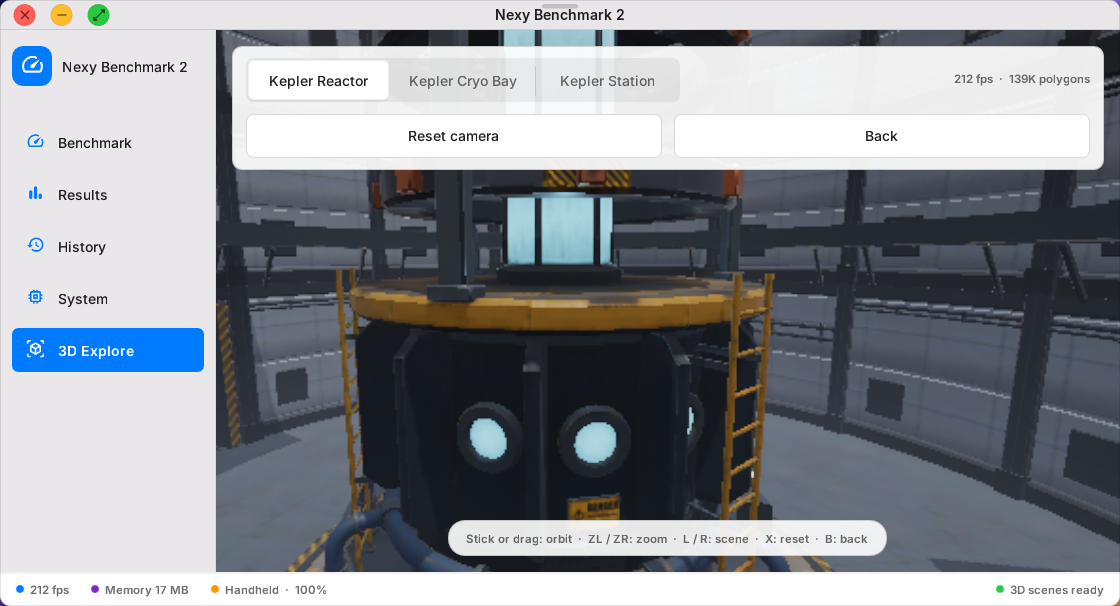 Nexy Benchmark 2
Nexy Benchmark 2
Benchmark
Results
History
System
3D Explore
Kepler Reactor
Kepler Cryo Bay
Kepler Station
212 fps · 139K polygons
Reset camera
Back
DANGER
Stick or drag: orbit · ZL / ZR: zoom · L / R: scene · X: reset · B: back
212 fps
Memory 17 MB
Handheld · 100%
3D scenes ready